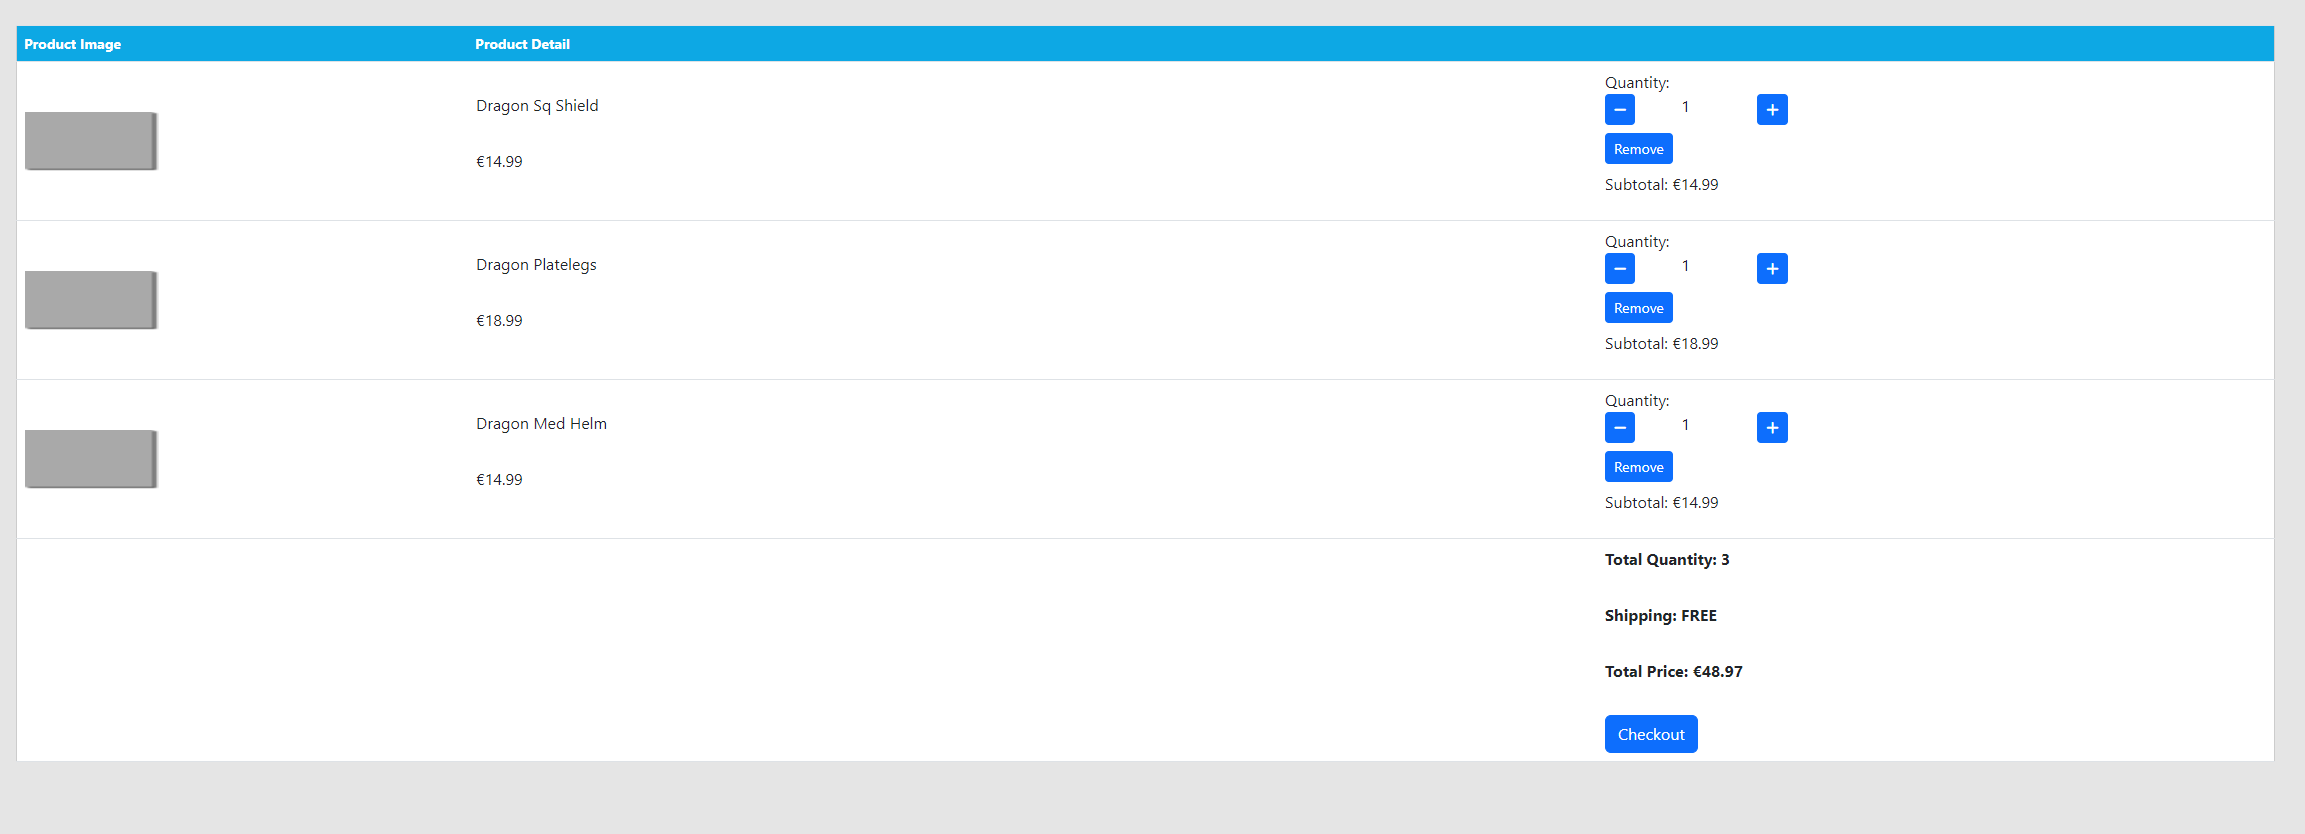 Product Image Product Detail
Dragon Sq Shield
€14.99
Quantity:
− 1 +
Remove
Subtotal: €14.99
Dragon Platelegs
€18.99
Quantity:
− 1 +
Remove
Subtotal: €18.99
Dragon Med Helm
€14.99
Quantity:
− 1 +
Remove
Subtotal: €14.99
Total Quantity: 3
Shipping: FREE
Total Price: €48.97
Checkout